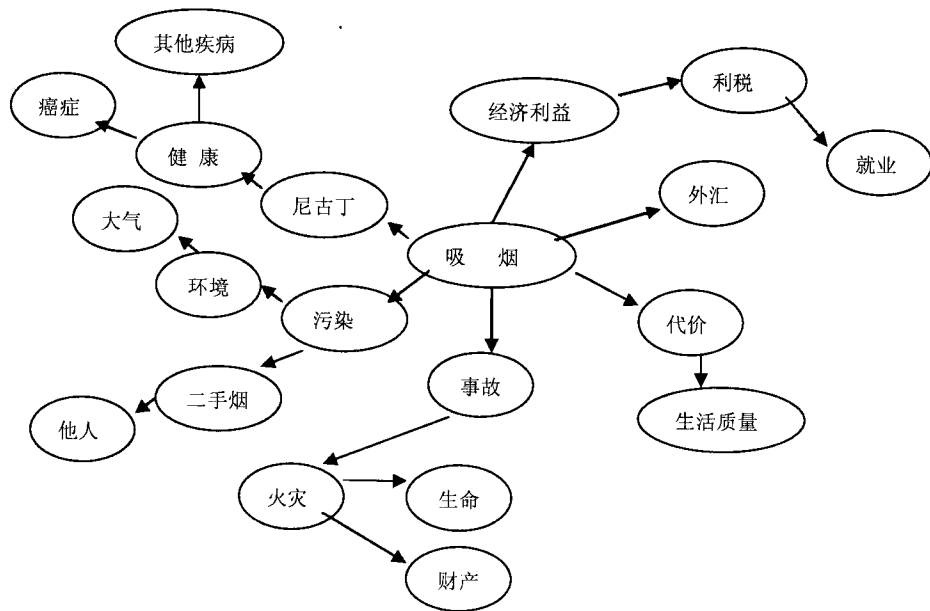 其他疾病
利税
癌症
经济利益
健 康
就业
尼古丁
外汇
大气
吸 烟
环境
污染
代价
事故
二手烟
生活质量
他人
火灾
生命
财产